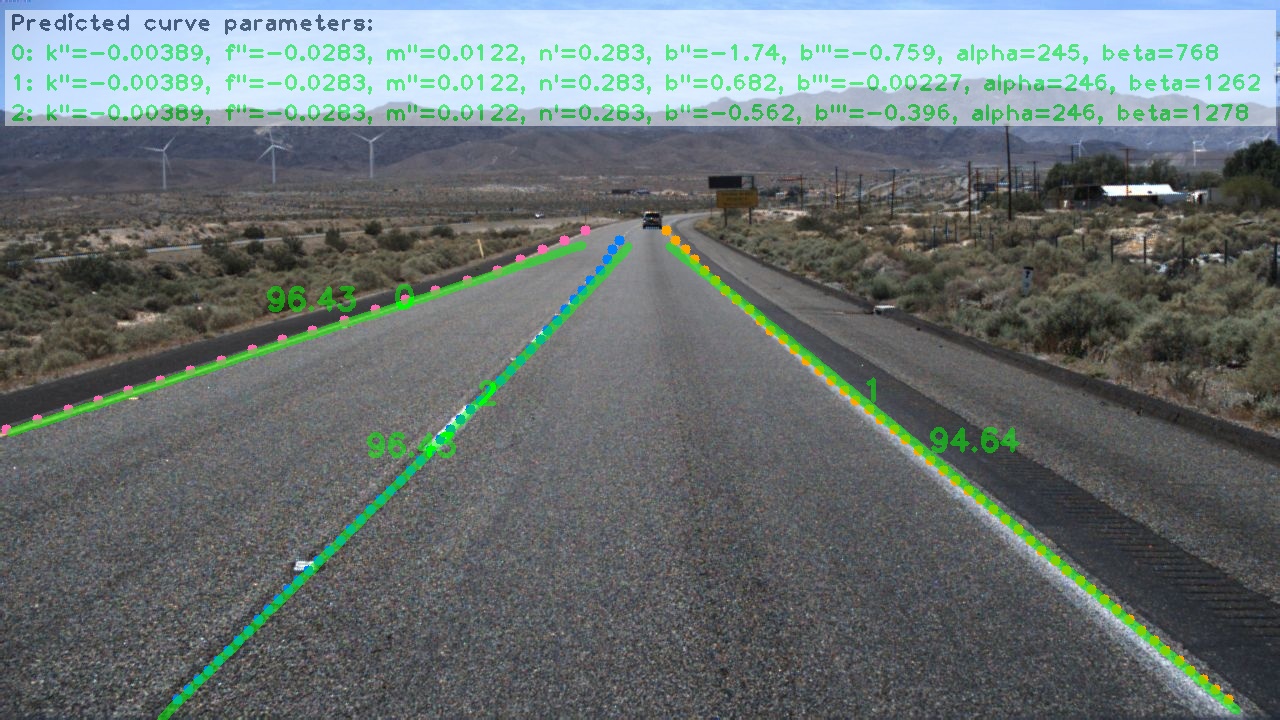 Predicted curve parameters:
0: k''=-0.00389, f''=-0.0283, m''=0.0122, n'=0.283, b''=-1.74, b'''=-0.759, alpha=245, beta=768
1: k''=-0.00389, f''=-0.0283, m''=0.0122, n'=0.283, b''=0.682, b'''=-0.00227, alpha=246, beta=1262
2: k''=-0.00389, f''=-0.0283, m''=0.0122, n'=0.283, b''=-0.562, b'''=-0.396, alpha=246, beta=1278
96.43 0
2 1
96.43 94.64